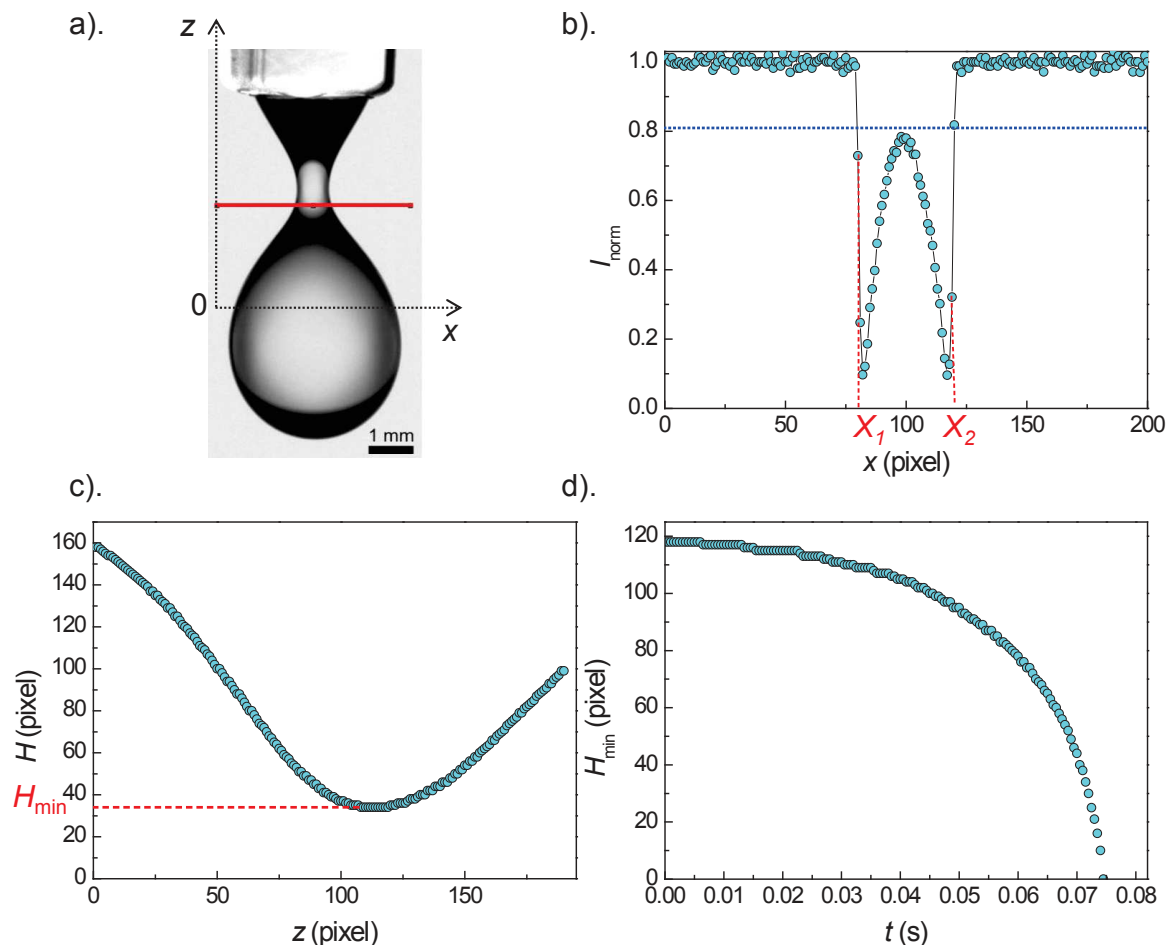 a).
z
0
x
1 mm
b).
1.0
0.8
0.6
0.4
0.2
0.0
I_norm
0
50
100
150
200
X_1
X_2
x (pixel)
c).
160
140
120
100
80
60
40
20
0
H (pixel)
H_min
0
50
100
150
z (pixel)
d).
120
100
80
60
40
20
0
H_min (pixel)
0.00
0.01
0.02
0.03
0.04
0.05
0.06
0.07
0.08
t (s)